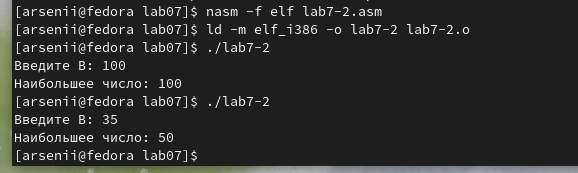 [arsenii@fedora lab07]$ nasm -f elf lab7-2.asm
[arsenii@fedora lab07]$ ld -m elf_i386 -o lab7-2 lab7-2.o
[arsenii@fedora lab07]$ ./lab7-2
Введите B: 100
Наибольшее число: 100
[arsenii@fedora lab07]$ ./lab7-2
Введите B: 35
Наибольшее число: 50
[arsenii@fedora lab07]$